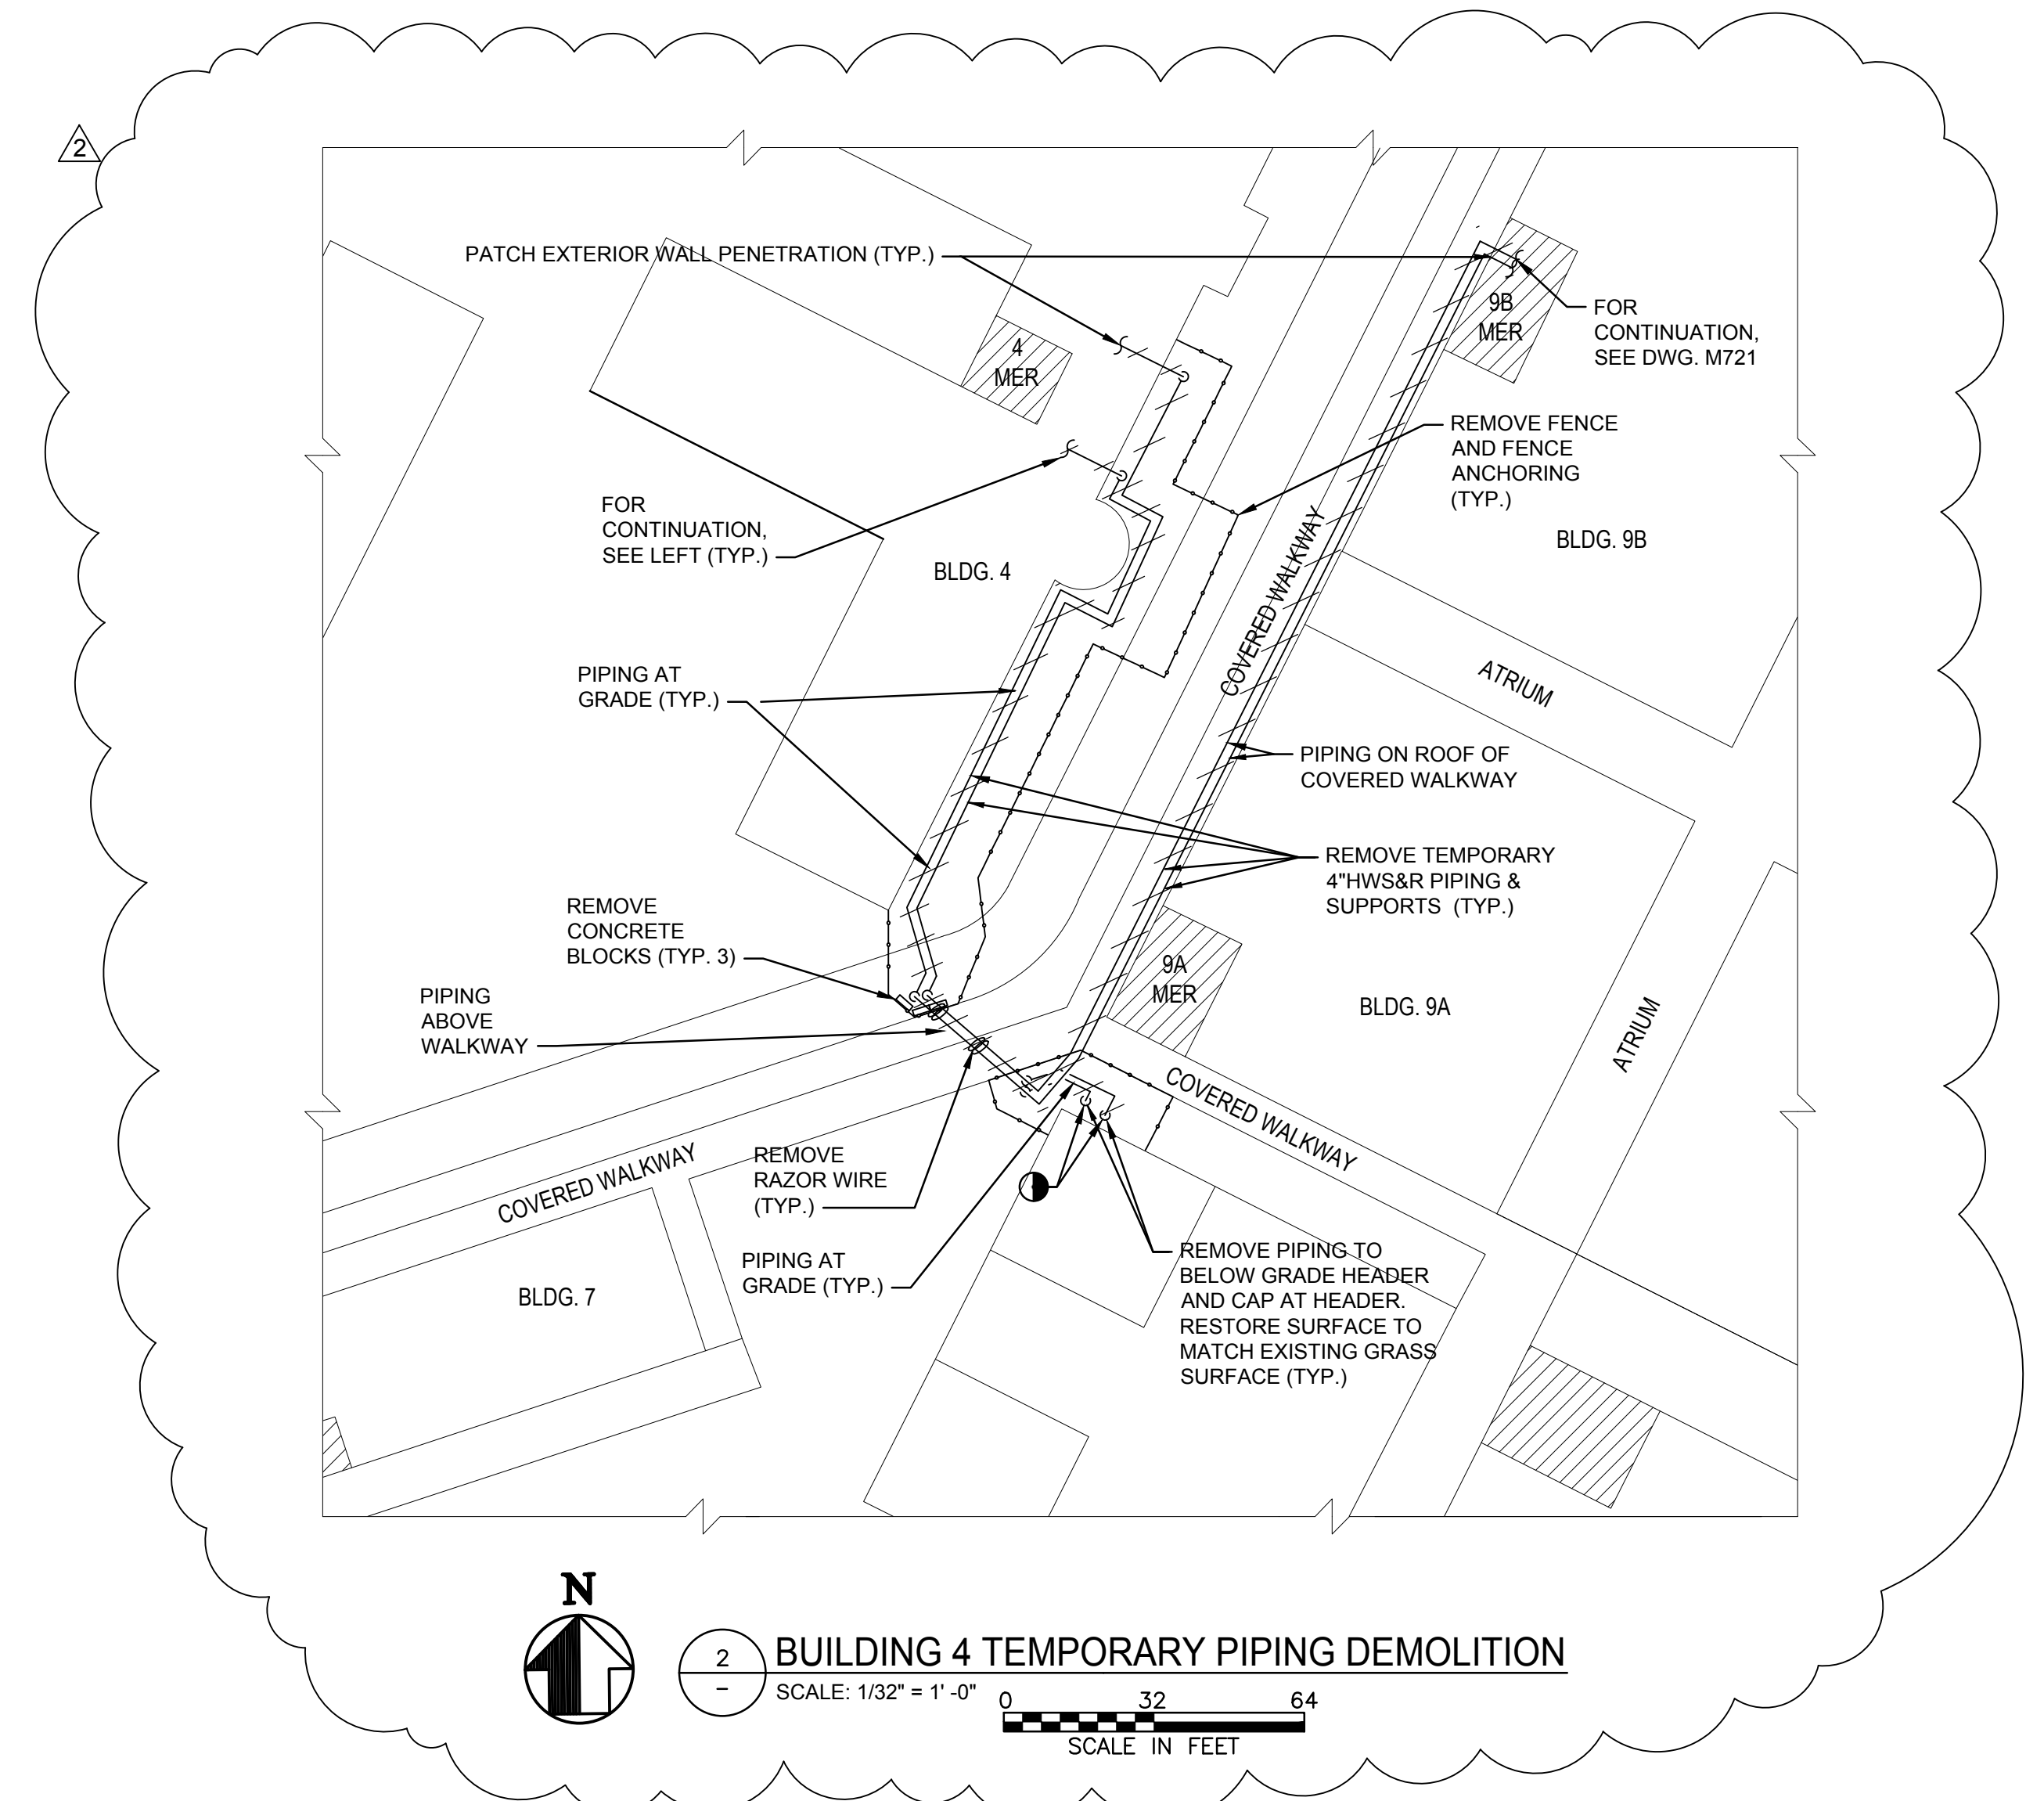 2
PATCH EXTERIOR WALL PENETRATION (TYP.)
9B
MER
FOR
CONTINUATION,
SEE DWG. M721
4
MER
REMOVE FENCE
AND FENCE
ANCHORING
(TYP.)
FOR
CONTINUATION,
SEE LEFT (TYP.)
BLDG. 4
COVERED WALKWAY
BLDG. 9B
PIPING AT
GRADE (TYP.)
ATRIUM
PIPING ON ROOF OF
COVERED WALKWAY
REMOVE TEMPORARY
4"HWS&R PIPING &
SUPPORTS (TYP.)
REMOVE
CONCRETE
BLOCKS (TYP. 3)
9A
MER
BLDG. 9A
ATRIUM
PIPING
ABOVE
WALKWAY
COVERED WALKWAY
COVERED WALKWAY
REMOVE
RAZOR WIRE
(TYP.)
PIPING AT
GRADE (TYP.)
REMOVE PIPING TO
BELOW GRADE HEADER
AND CAP AT HEADER.
RESTORE SURFACE TO
MATCH EXISTING GRASS
SURFACE (TYP.)
BLDG. 7
N
2
–
BUILDING 4 TEMPORARY PIPING DEMOLITION
SCALE: 1/32" = 1' -0"
0 32 64
SCALE IN FEET